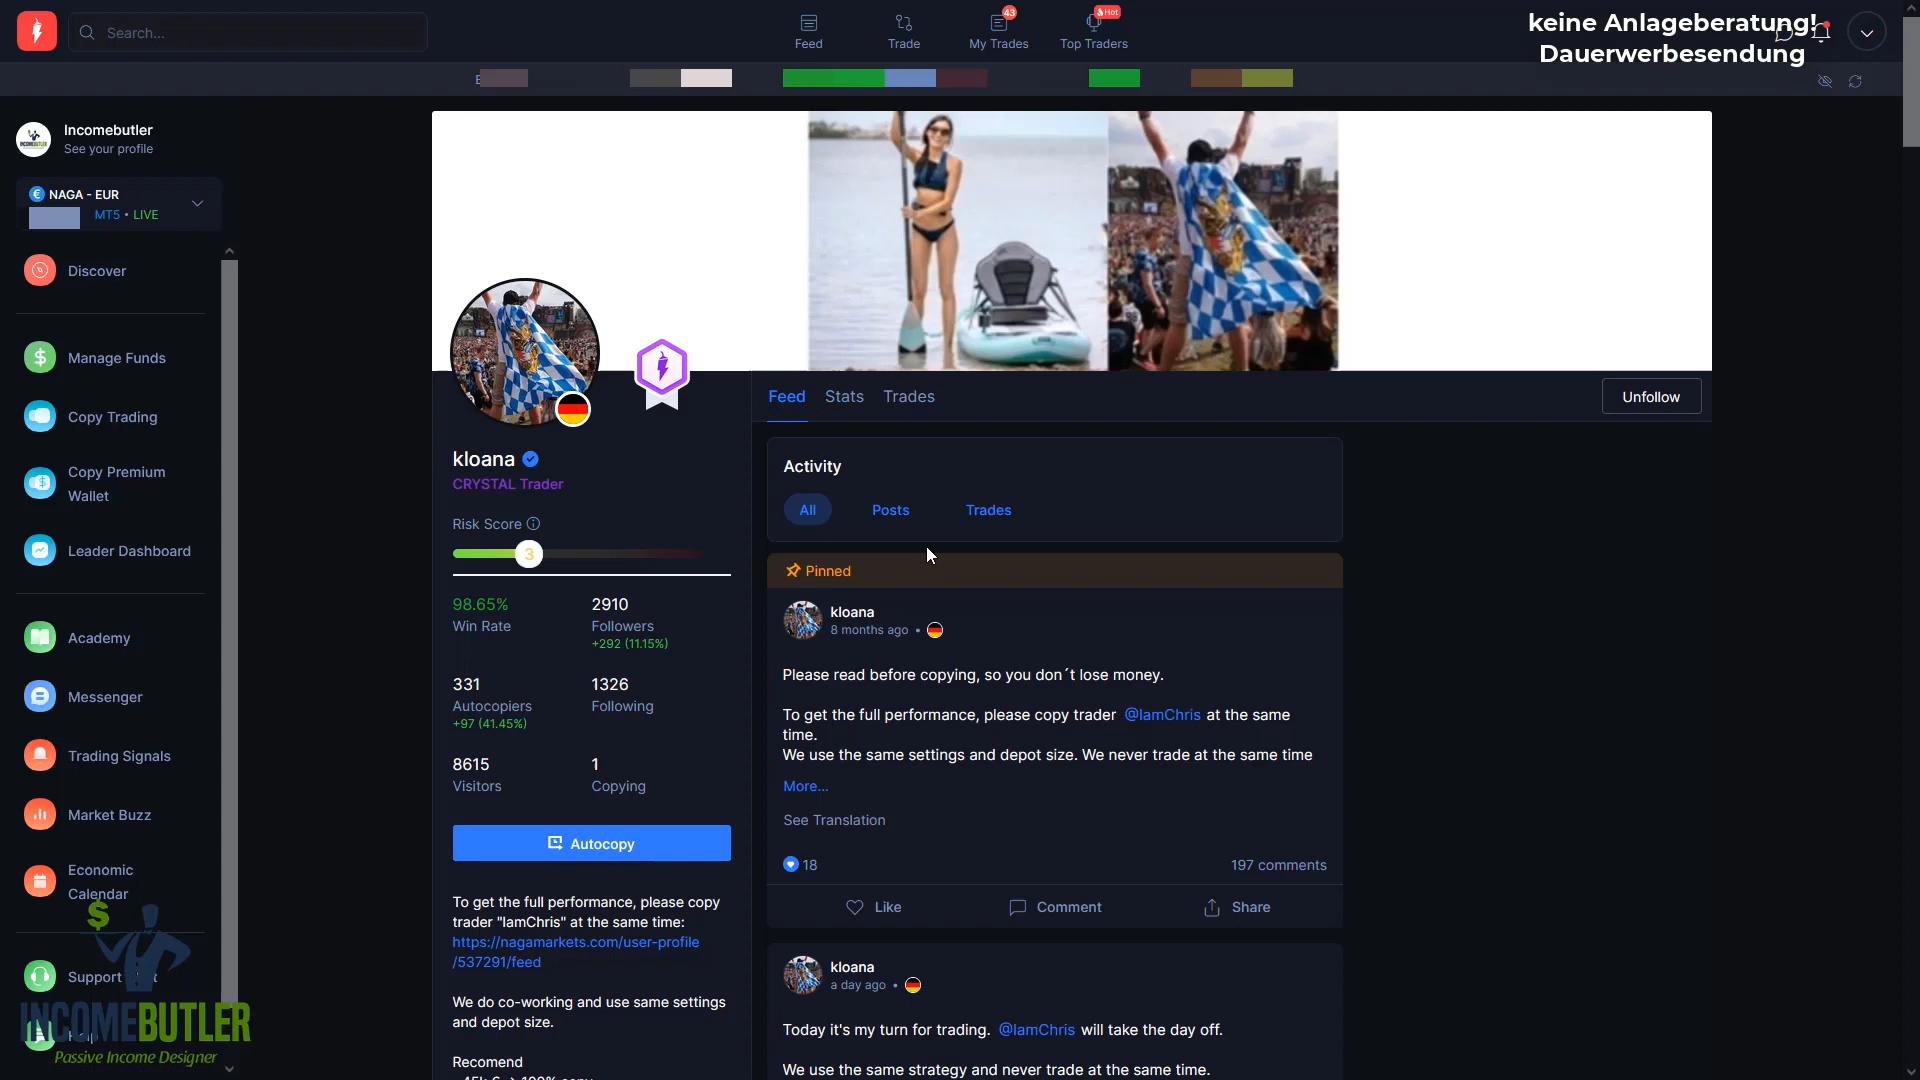 Search...
Feed
Trade
43
My Trades
Hot
Top Traders
keine Anlageberatung!
Dauerwerbesendung
Incomebutler
See your profile
NAGA - EUR
MT5 • LIVE
Discover
Manage Funds
Copy Trading
Copy Premium
Wallet
Leader Dashboard
Academy
Messenger
Trading Signals
Market Buzz
Economic
Calendar
Support
INCOMEBUTLER
Passive Income Designer
kloana
CRYSTAL Trader
Risk Score
3
98.65%
Win Rate
2910
Followers
+292 (11.15%)
331
Autocopiers
+97 (41.45%)
1326
Following
8615
Visitors
1
Copying
Autocopy
To get the full performance, please copy
trader "IamChris" at the same time:
https://nagamarkets.com/user-profile
/537291/feed
We do co-working and use same settings
and depot size.
Recomend
Feed
Stats
Trades
Unfollow
Activity
All
Posts
Trades
Pinned
kloana
8 months ago •
Please read before copying, so you don´t lose money.
To get the full performance, please copy trader @IamChris at the same
time.
We use the same settings and depot size. We never trade at the same time
More...
See Translation
18
197 comments
Like
Comment
Share
kloana
a day ago •
Today it's my turn for trading. @IamChris will take the day off.
We use the same strategy and never trade at the same time.